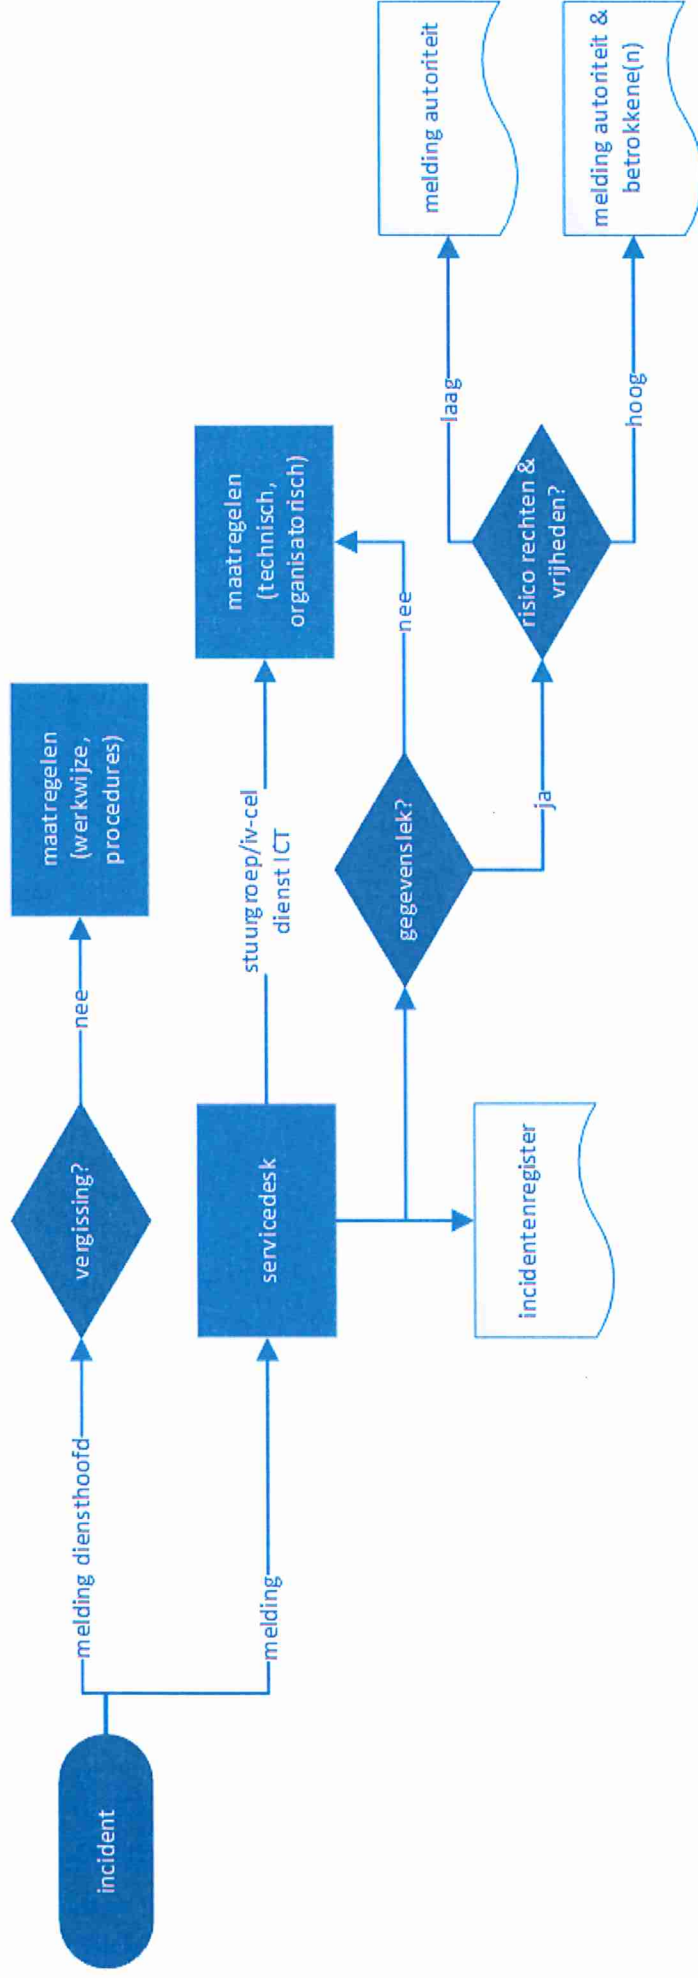 incident
melding diensthoofd
melding
vergissing?
nee
maatregelen
(werkwijze,
procedures)
servicedesk
stuurgroep/iv-cel
dienst ICT
maatregelen
(technisch,
organisatorisch)
incidentenregister
gegevenslek?
nee
ja
risico rechten &
vrijheden?
laag
hoog
melding autoriteit
melding autoriteit &
betrokkene(n)